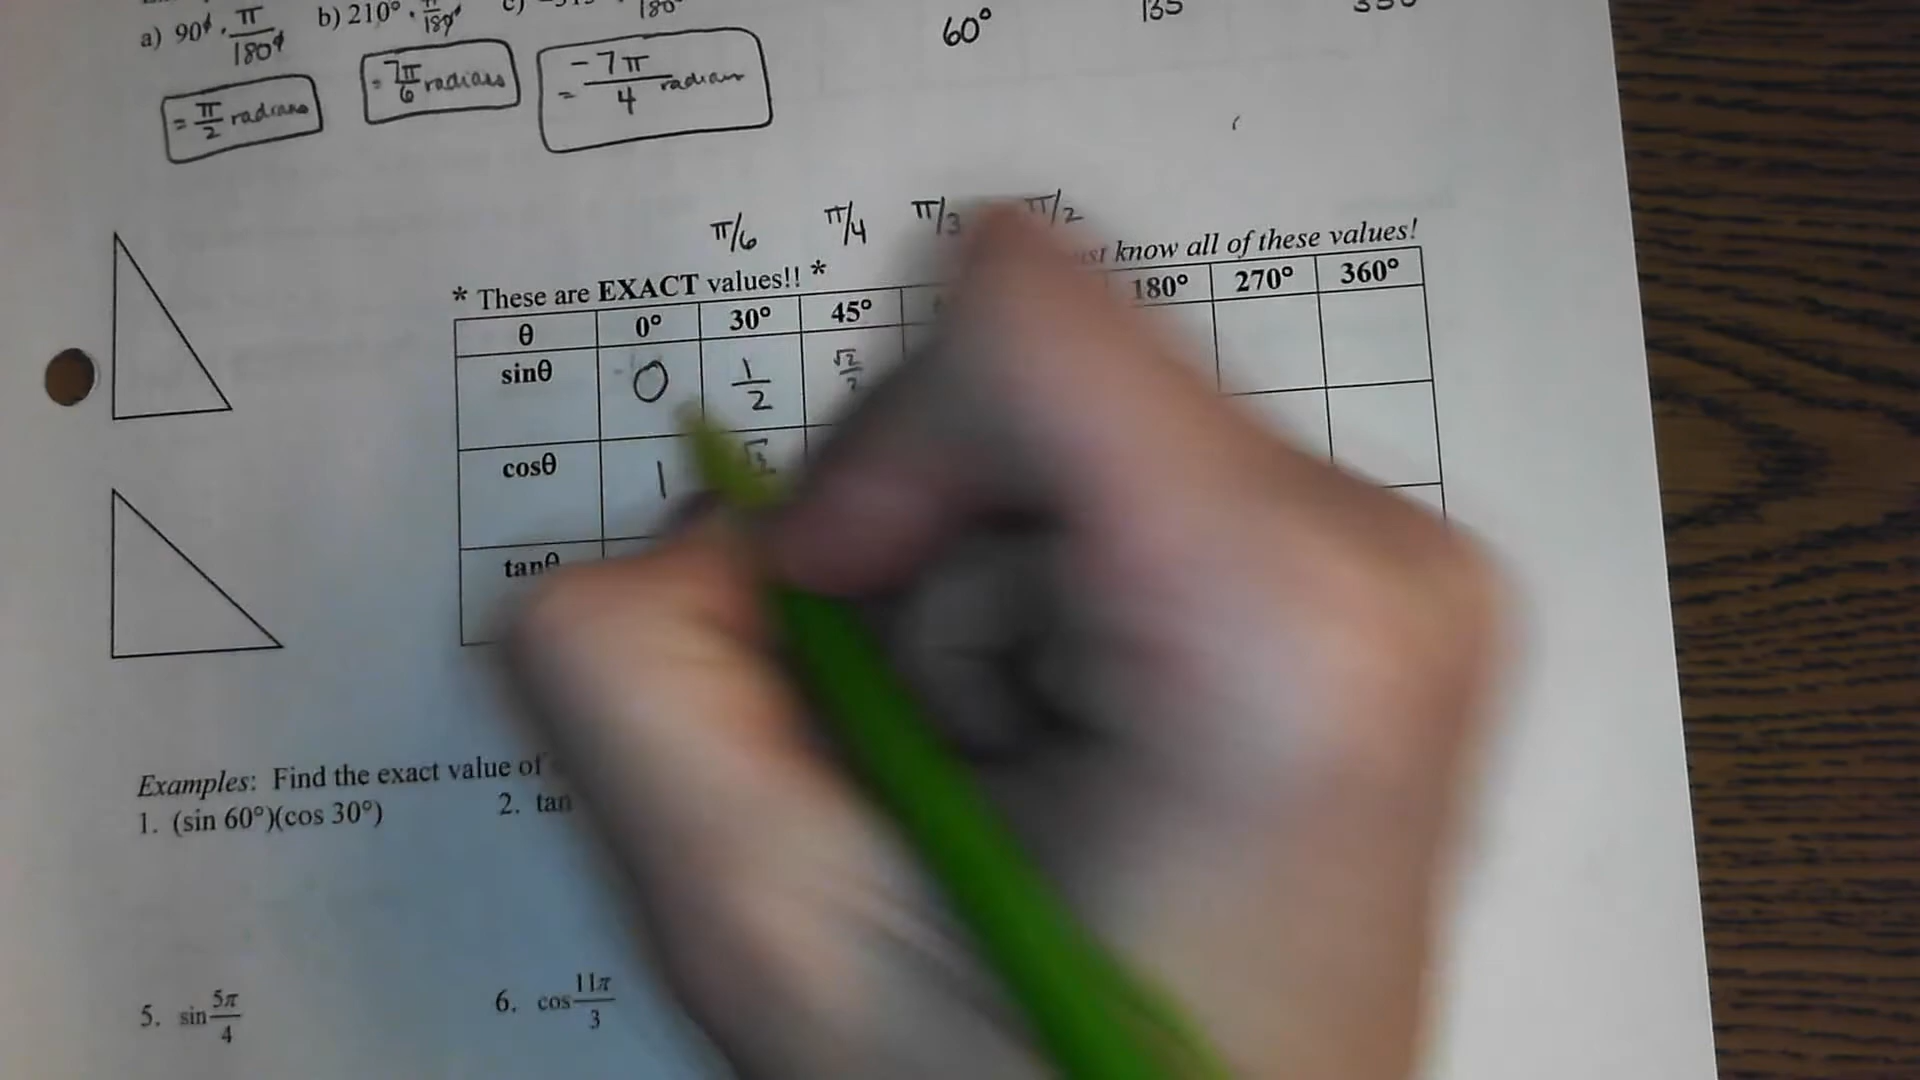 a) 90° · π/180°
b) 210° · π/180°
c)
180
60°
135
= π/2 radians
= 7π/6 radians
= -7π/4 radians
π/6 π/4 π/3 π/2
know all of these values!
* These are EXACT values!! *
θ 0° 30° 45° 180° 270° 360°
sinθ 0 1/2 √2/2
cosθ 1 √3
tanθ
Examples: Find the exact value of
1. (sin 60°)(cos 30°)
2. tan
5. sin 5π/4
6. cos 11π/3